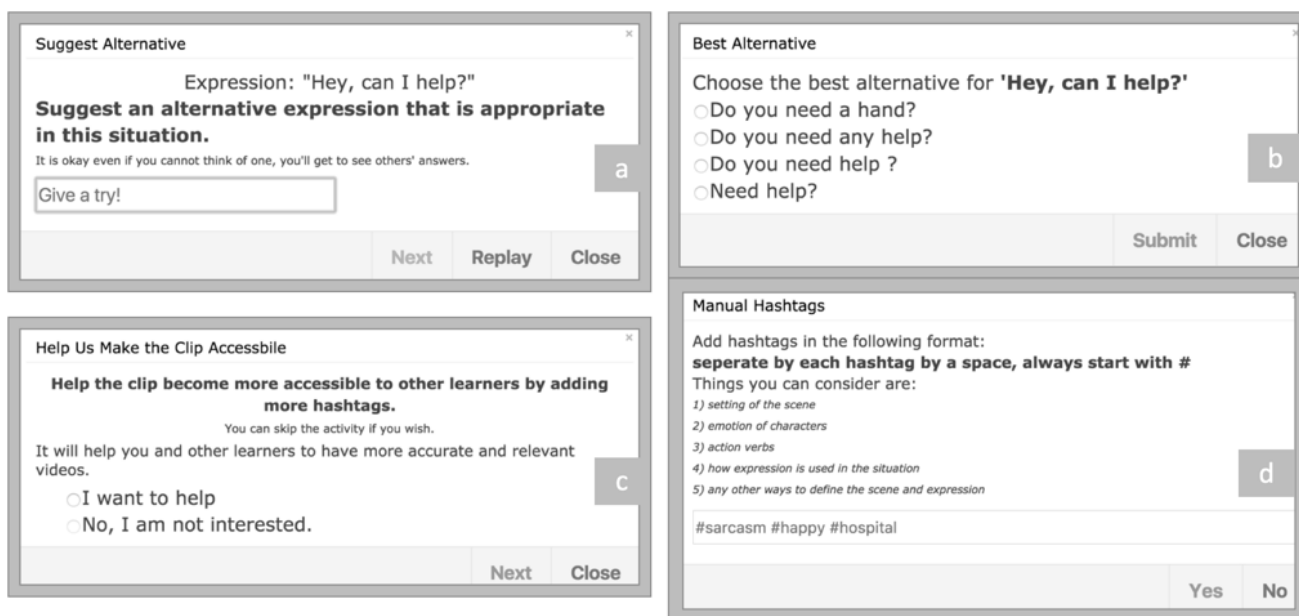 Suggest Alternative
×
Expression: "Hey, can I help?"
Suggest an alternative expression that is appropriate
in this situation.
It is okay even if you cannot think of one, you'll get to see others' answers.
Give a try!
a
Next Replay Close
Best Alternative
×
Choose the best alternative for 'Hey, can I help?'
Do you need a hand?
Do you need any help?
Do you need help ?
Need help?
b
Submit Close
Help Us Make the Clip Accessbile
×
Help the clip become more accessible to other learners by adding
more hashtags.
You can skip the activity if you wish.
It will help you and other learners to have more accurate and relevant
videos.
I want to help
No, I am not interested.
c
Next Close
Manual Hashtags
Add hashtags in the following format:
seperate by each hashtag by a space, always start with #
Things you can consider are:
1) setting of the scene
2) emotion of characters
3) action verbs
4) how expression is used in the situation
5) any other ways to define the scene and expression
d
#sarcasm #happy #hospital
Yes No